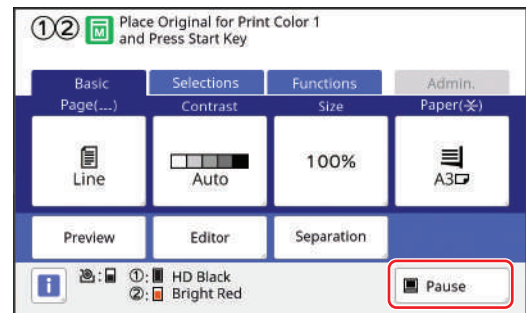 ①② M Place Original for Print Color 1
and Press Start Key
Basic Selections Functions Admin.
Page(...) Contrast Size Paper(⚹)
Line Auto 100% A3
Preview Editor Separation
i ①: HD Black
②: Bright Red
Pause